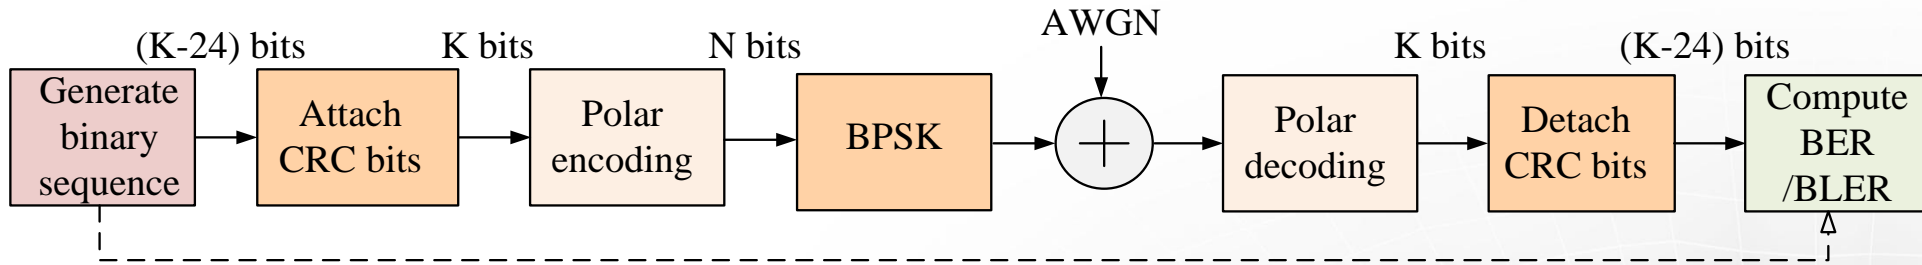 (K-24) bits
K bits
N bits
AWGN
K bits
(K-24) bits
Generate
binary
sequence
Attach
CRC bits
Polar
encoding
BPSK
Polar
decoding
Detach
CRC bits
Compute
BER
/BLER